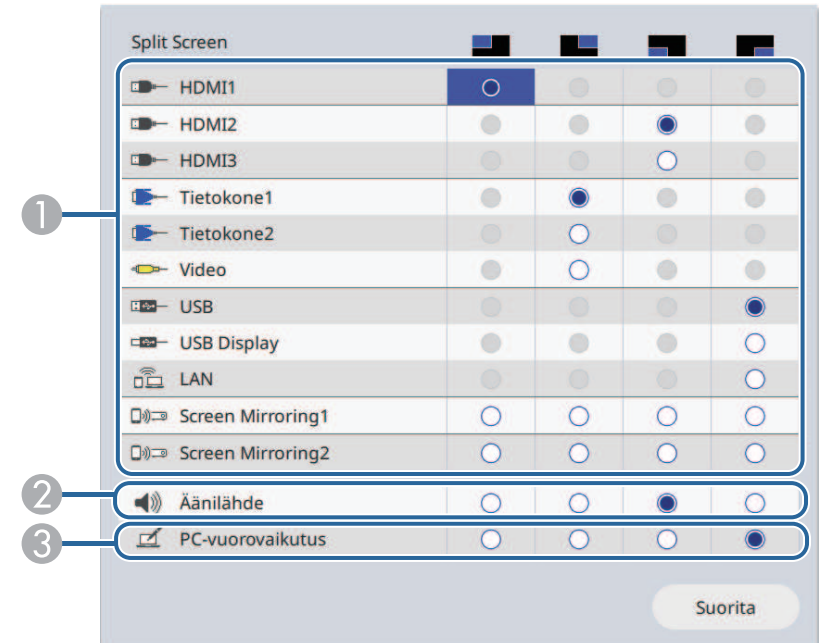 Split Screen
HDMI1
HDMI2
HDMI3
Tietokone1
Tietokone2
Video
USB
USB Display
LAN
Screen Mirroring1
Screen Mirroring2
Äänilähde
PC-vuorovaikutus
Suorita
1
2
3